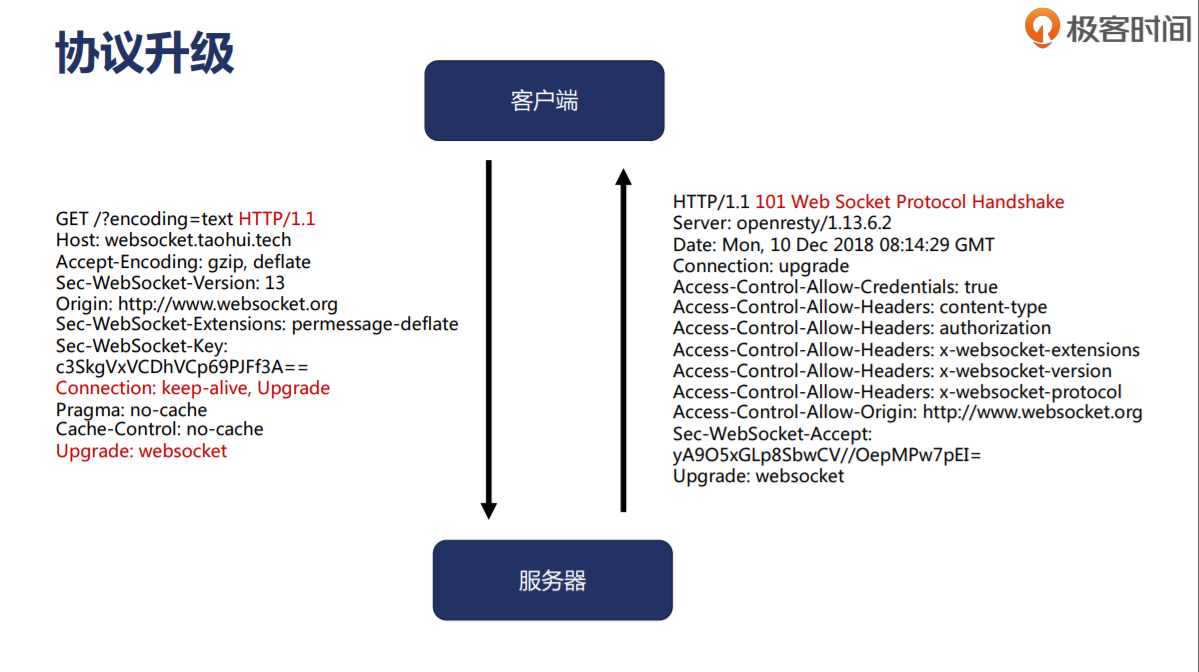 协议升级
极客时间
客户端
GET /?encoding=text HTTP/1.1
Host: websocket.taohui.tech
Accept-Encoding: gzip, deflate
Sec-WebSocket-Version: 13
Origin: http://www.websocket.org
Sec-WebSocket-Extensions: permessage-deflate
Sec-WebSocket-Key:
c3SkgVxVCDhVCp69PJFf3A==
Connection: keep-alive, Upgrade
Pragma: no-cache
Cache-Control: no-cache
Upgrade: websocket
HTTP/1.1 101 Web Socket Protocol Handshake
Server: openresty/1.13.6.2
Date: Mon, 10 Dec 2018 08:14:29 GMT
Connection: upgrade
Access-Control-Allow-Credentials: true
Access-Control-Allow-Headers: content-type
Access-Control-Allow-Headers: authorization
Access-Control-Allow-Headers: x-websocket-extensions
Access-Control-Allow-Headers: x-websocket-version
Access-Control-Allow-Headers: x-websocket-protocol
Access-Control-Allow-Origin: http://www.websocket.org
Sec-WebSocket-Accept:
yA9O5xGLp8SbwCV//OepMPw7pEI=
Upgrade: websocket
服务器